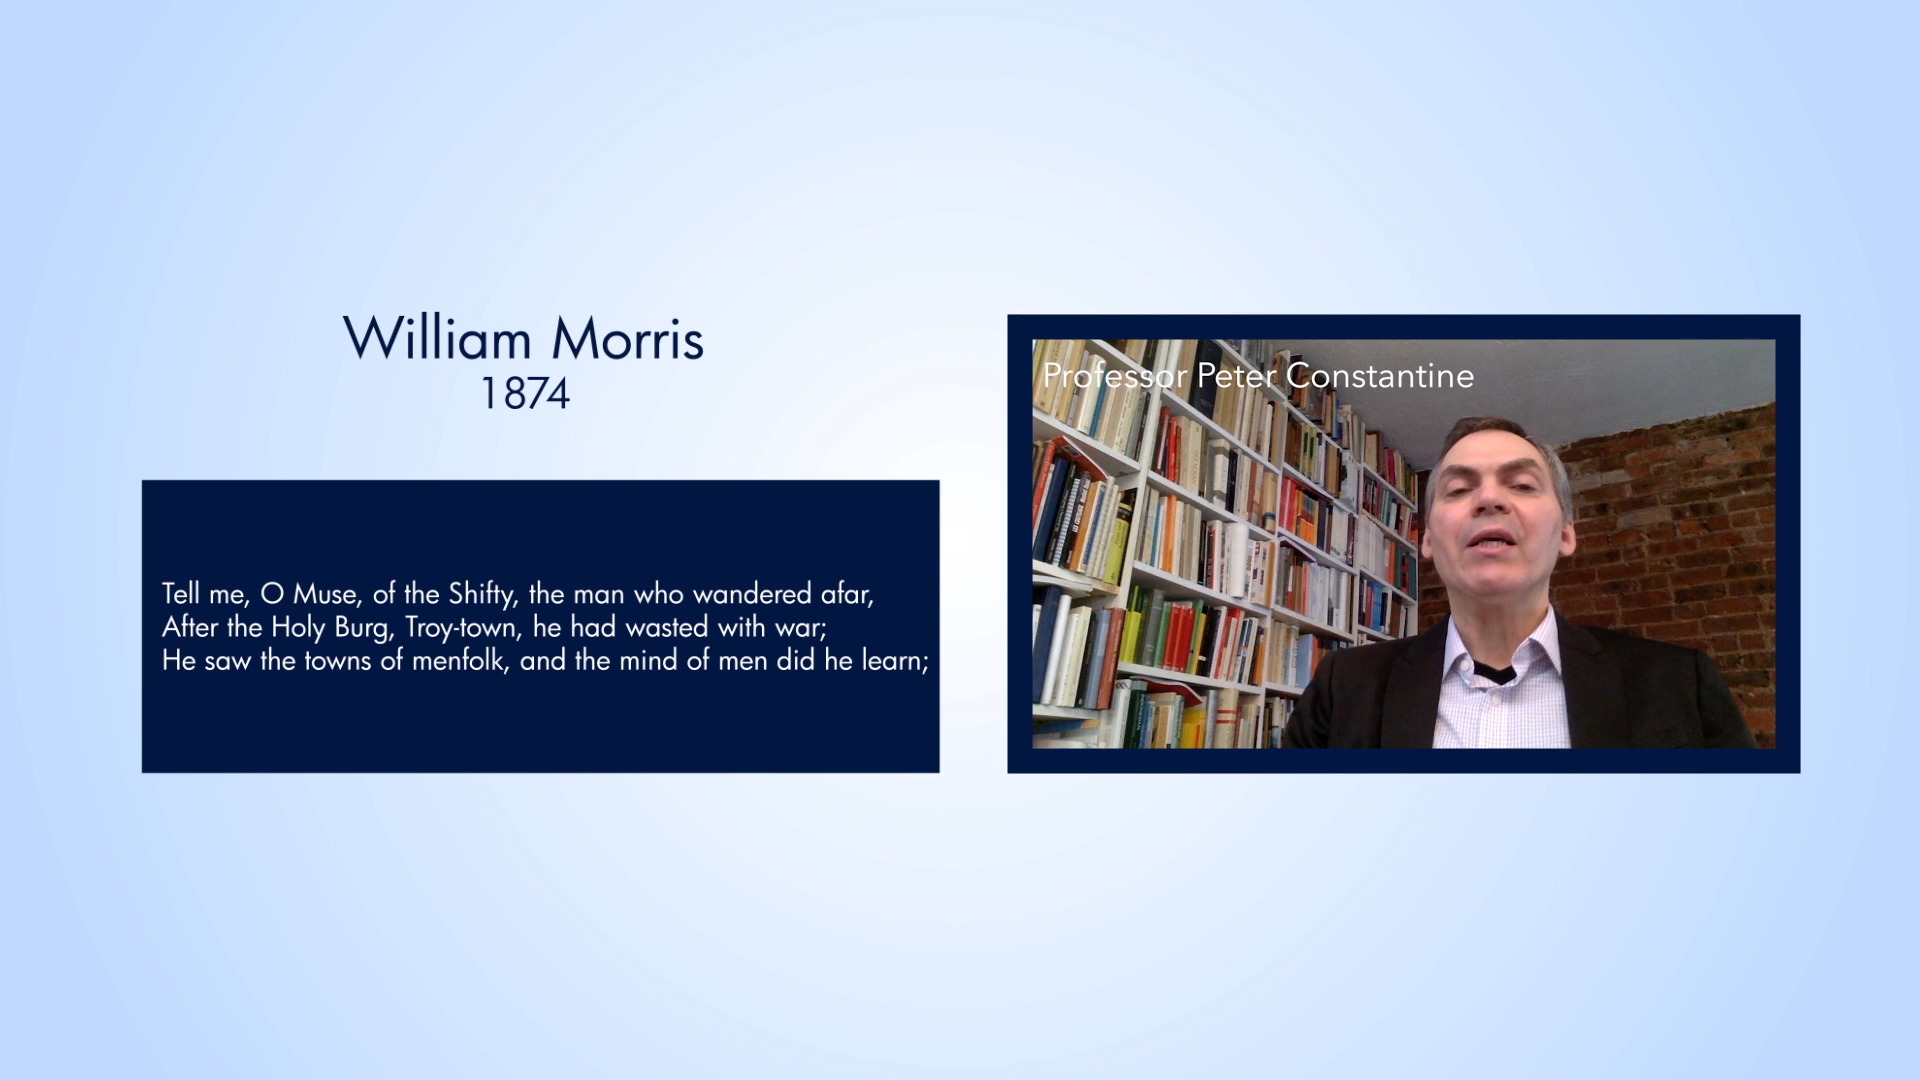 William Morris
1874
Tell me, O Muse, of the Shifty, the man who wandered afar,
After the Holy Burg, Troy-town, he had wasted with war;
He saw the towns of menfolk, and the mind of men did he learn;
Professor Peter Constantine